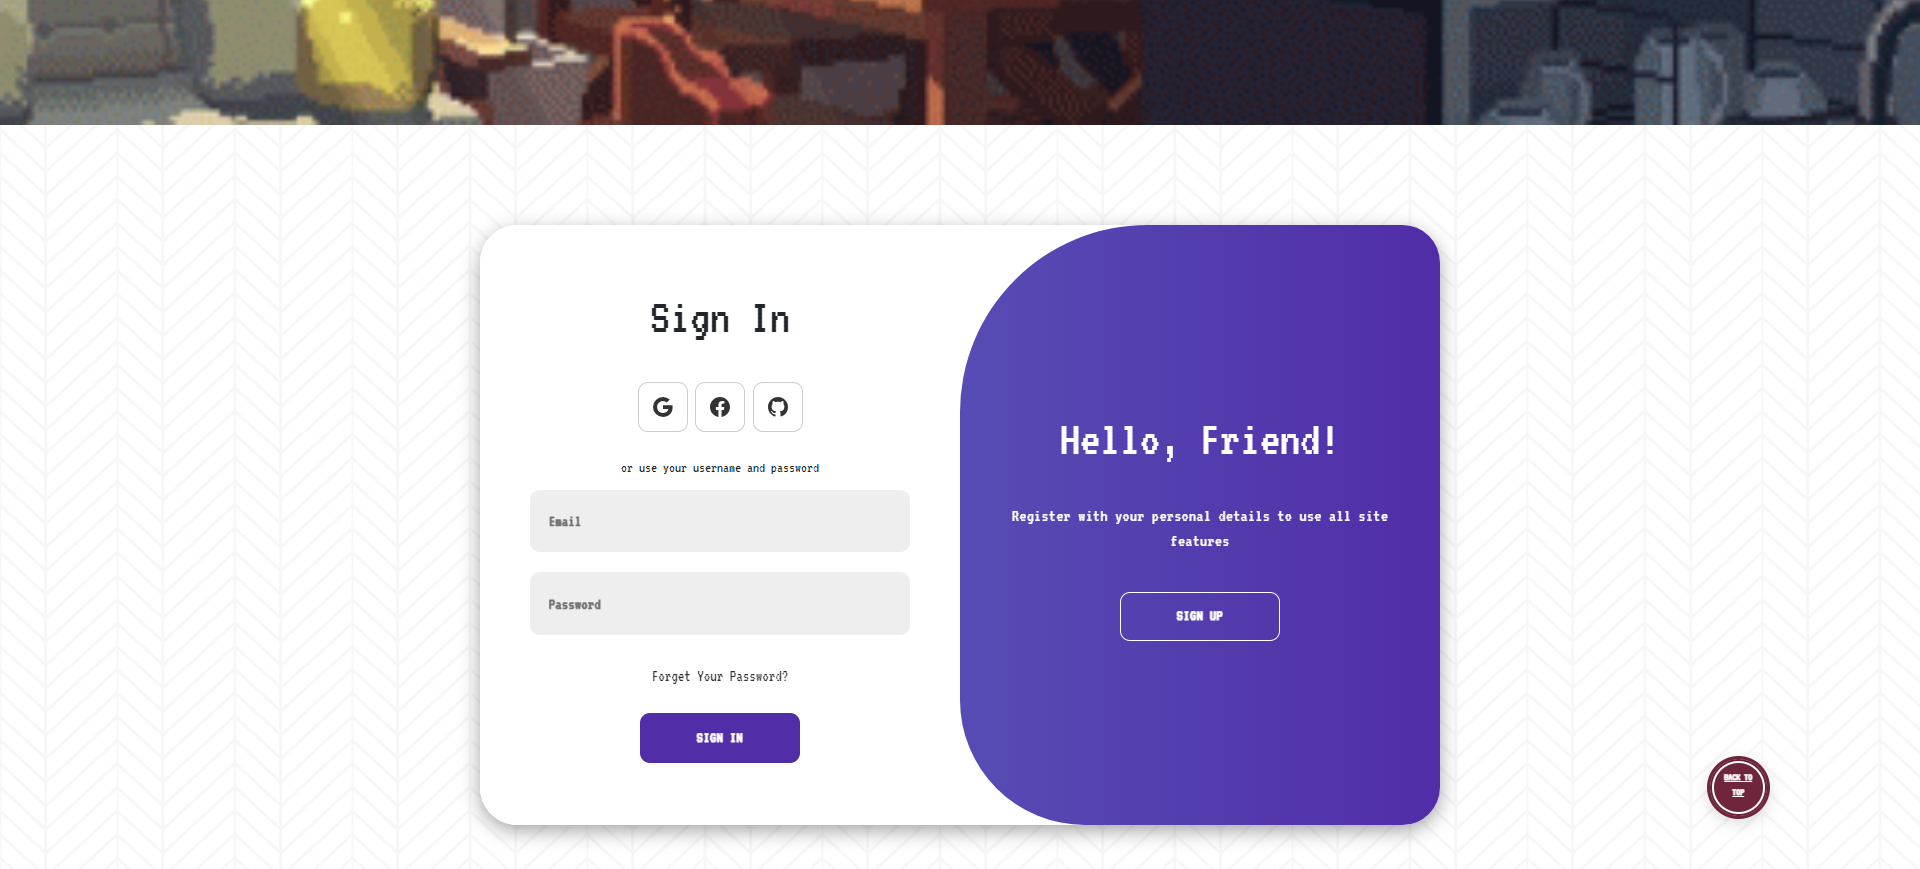 Sign In
or use your username and password
Email
Password
Forget Your Password?
SIGN IN
Hello, Friend!
Register with your personal details to use all site
features
SIGN UP
BACK TO
TOP